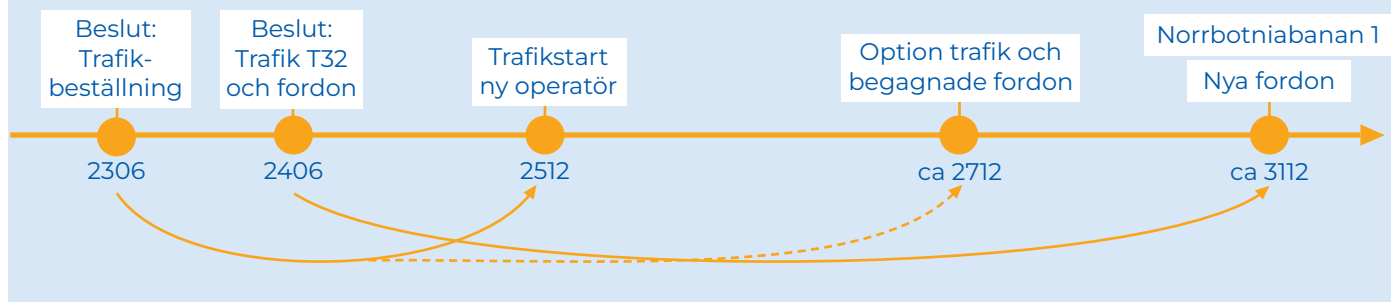 Beslut:
Trafik-
beställning
2306
Beslut:
Trafik T32
och fordon
2406
Trafikstart
ny operatör
2512
Option trafik och
begagnade fordon
ca 2712
Norrbotniabanan 1
Nya fordon
ca 3112